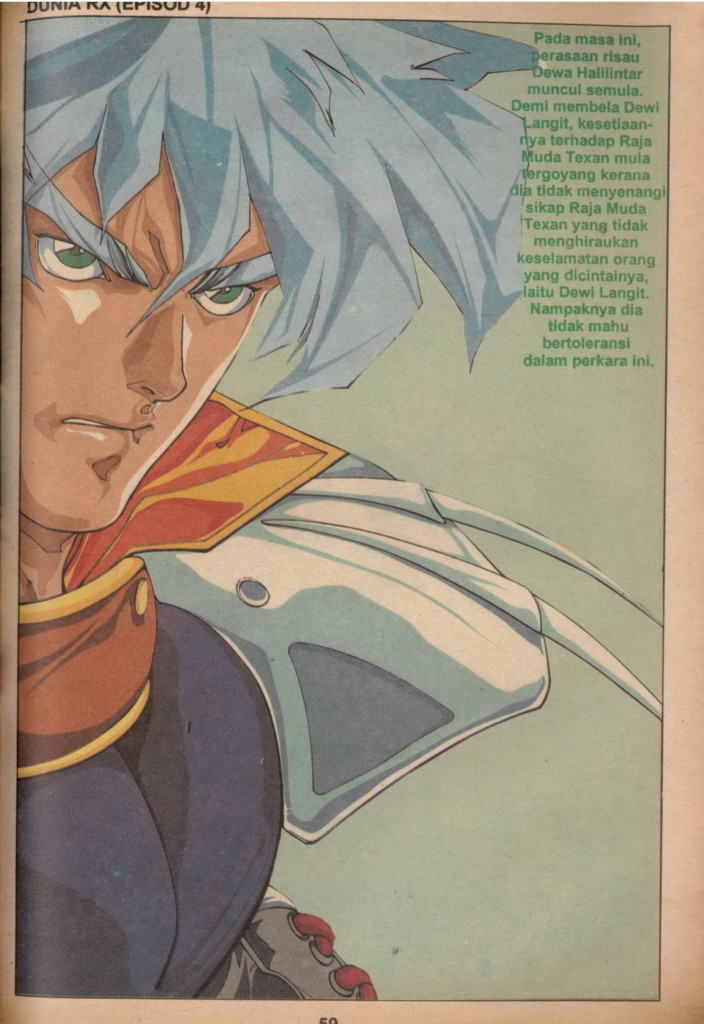 DUNIA RX (EPISOD 4)
Pada masa ini,
perasaan risau
Dewa Halilintar
muncul semula.
Demi membela Dewi
Langit, kesetiaan-
nya terhadap Raja
Muda Texan mula
tergoyang kerana
dia tidak menyenangi
sikap Raja Muda
Texan yang tidak
menghiraukan
keselamatan orang
yang dicintainya,
iaitu Dewi Langit.
Nampaknya dia
tidak mahu
bertoleransi
dalam perkara ini.
59